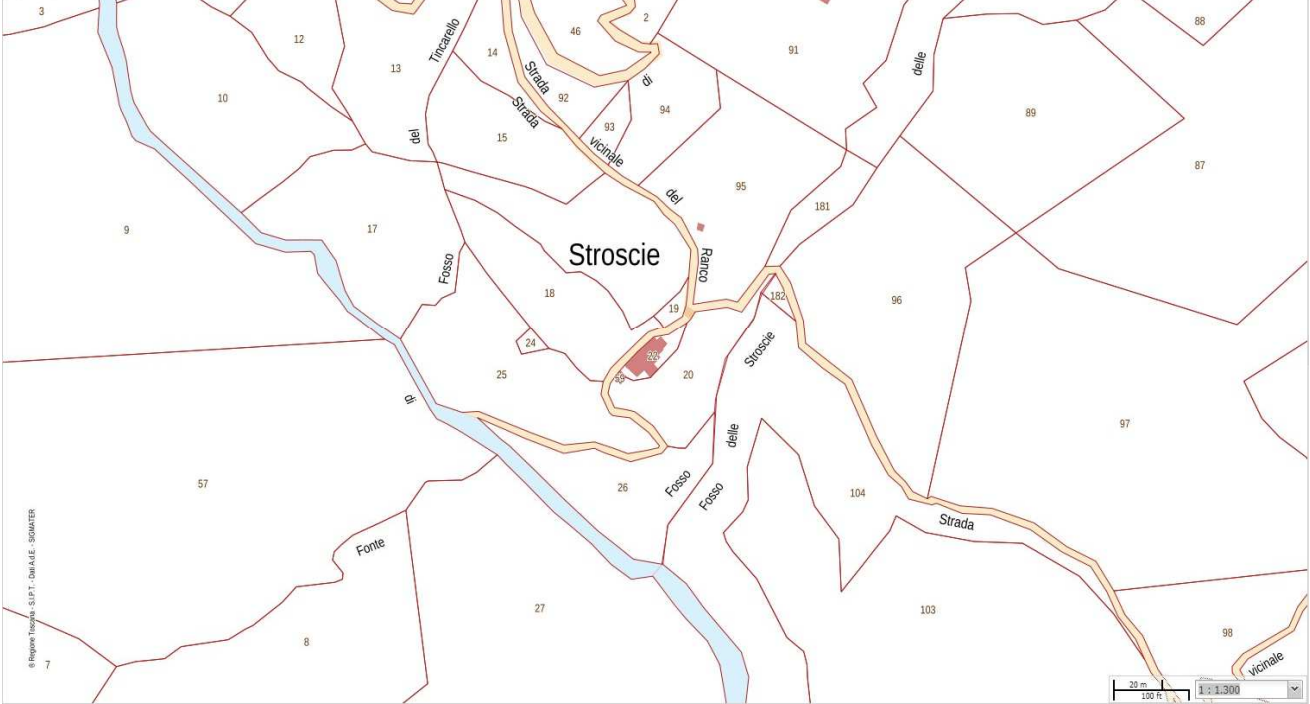 3
12
46
2
91
88
13
Tincarello
14
Strada
di
delle
10
92
94
89
Strada
93
15
del
vicinale
87
95
del
181
9
17
Stroscie
Ranco
Fosso
18
182
96
19
24
22
Stroscie
25
59
20
di
97
delle
57
26
Fosso
Fosso
104
Strada
Fonte
27
103
8
98
7
vicinale
© Regione Toscana - S.I.P.T. - Dati A.d.E. - SIGMATER
20 m
100 ft
1 : 1.300